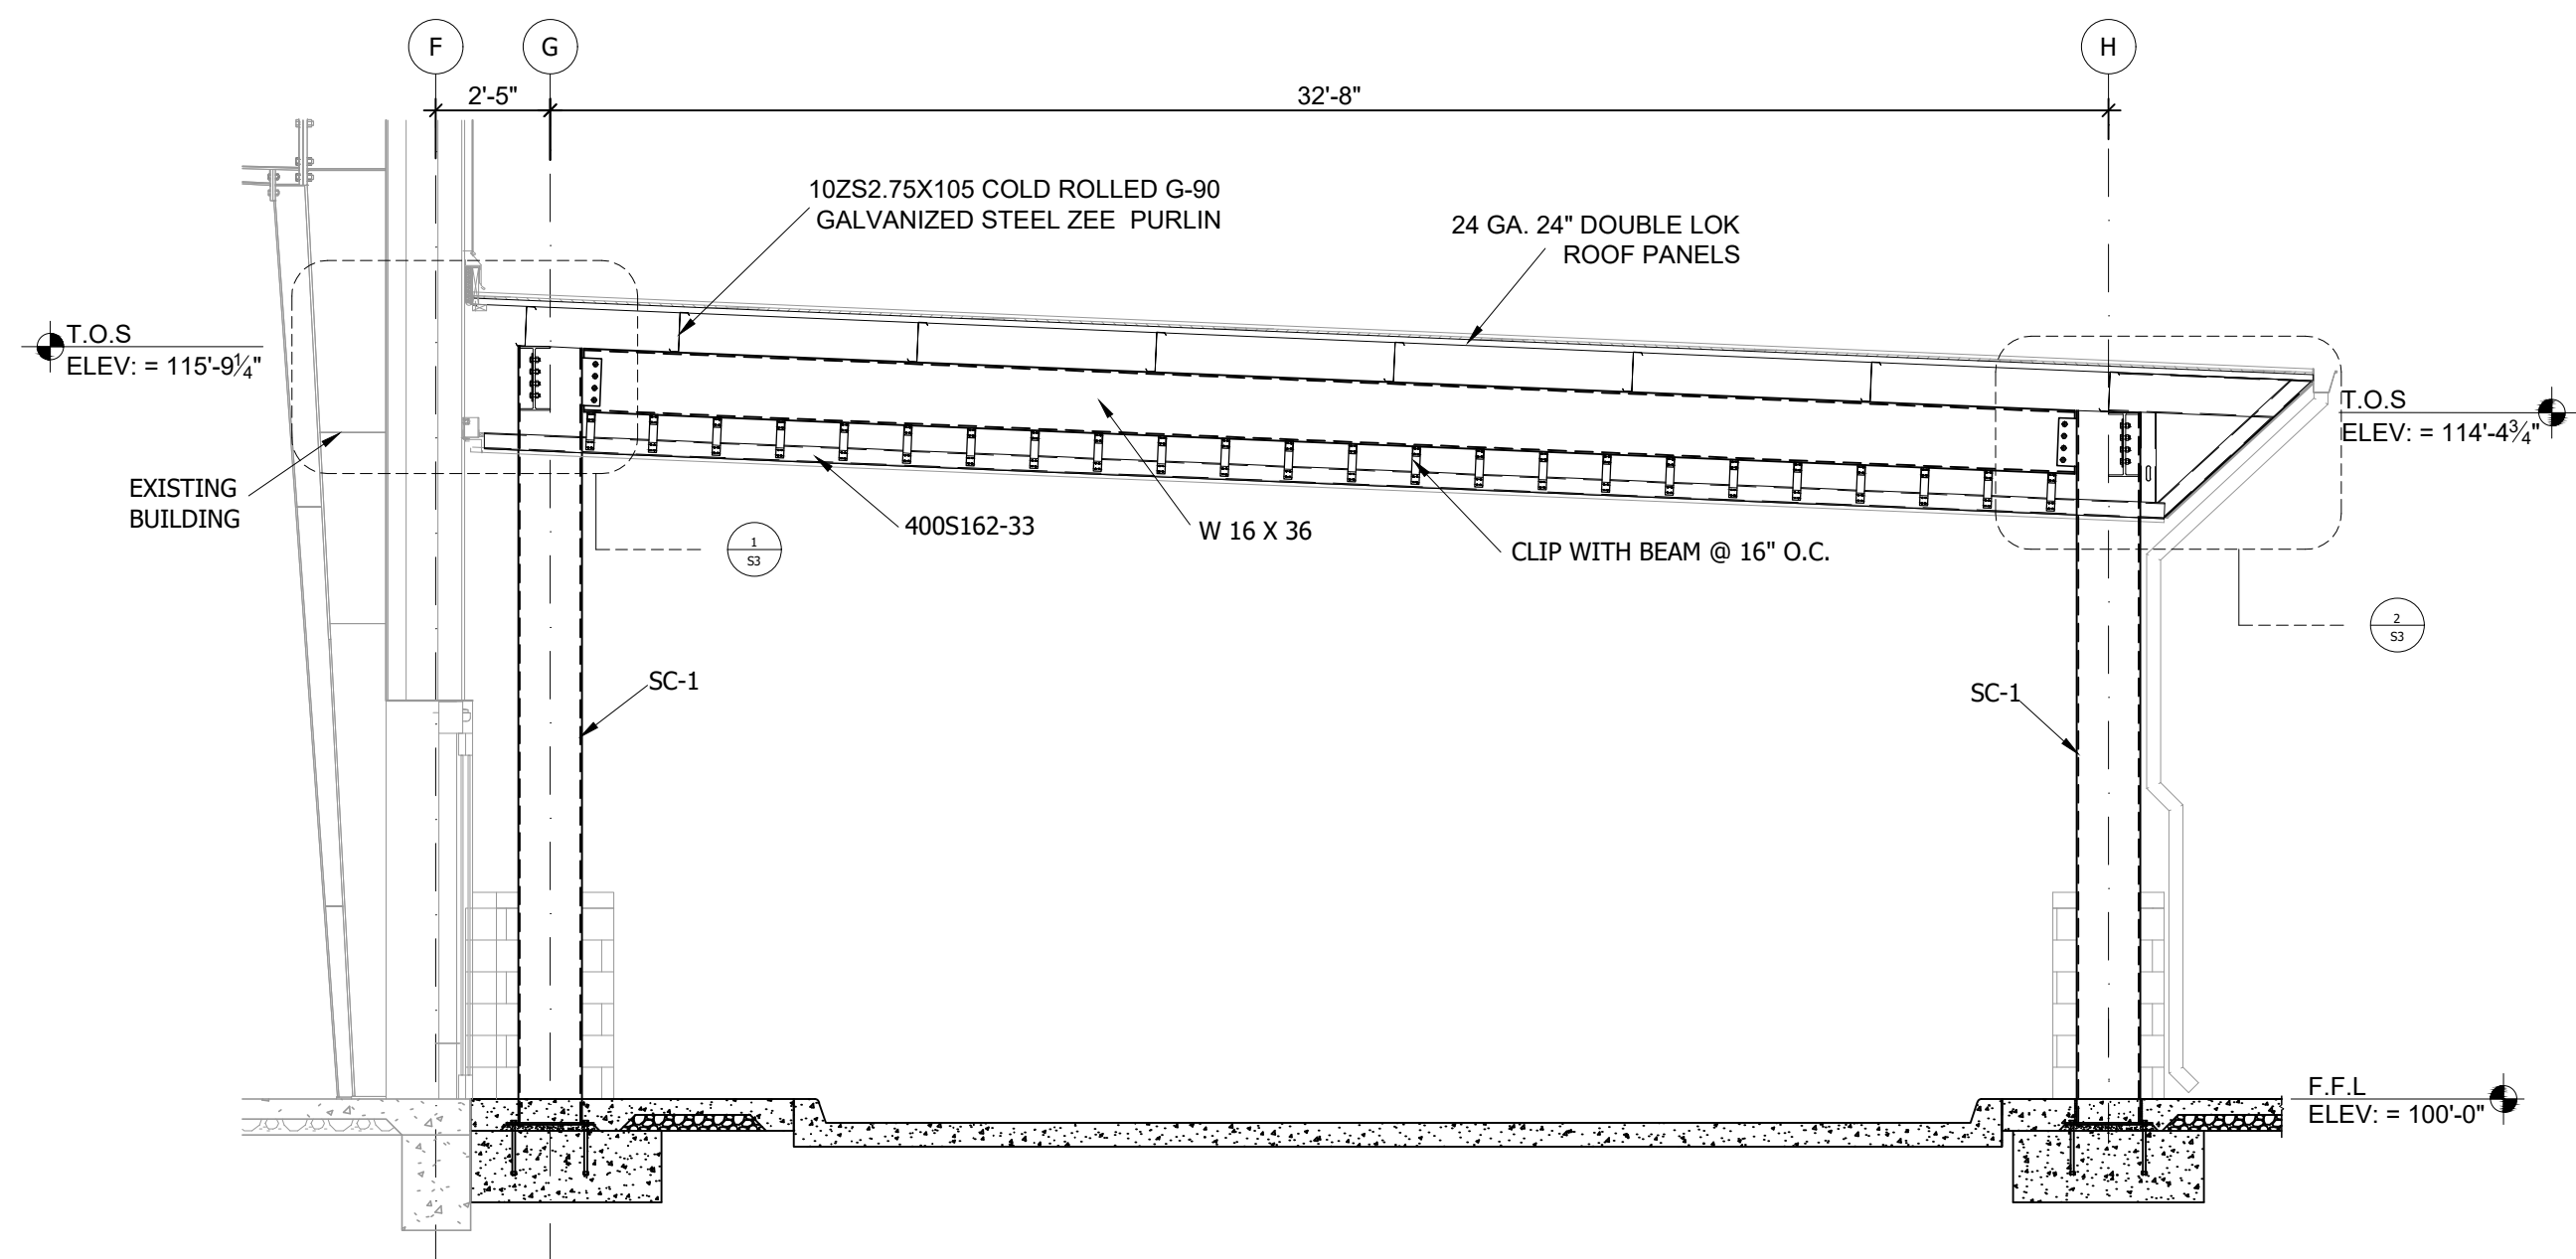 F
G
H
2'-5"
32'-8"
10ZS2.75X105 COLD ROLLED G-90
GALVANIZED STEEL ZEE PURLIN
24 GA. 24" DOUBLE LOK
ROOF PANELS
T.O.S
ELEV: = 115'-9¼"
T.O.S
ELEV: = 114'-4¾"
EXISTING
BUILDING
400S162-33
W 16 X 36
CLIP WITH BEAM @ 16" O.C.
1
S3
2
S3
SC-1
SC-1
F.F.L
ELEV: = 100'-0"